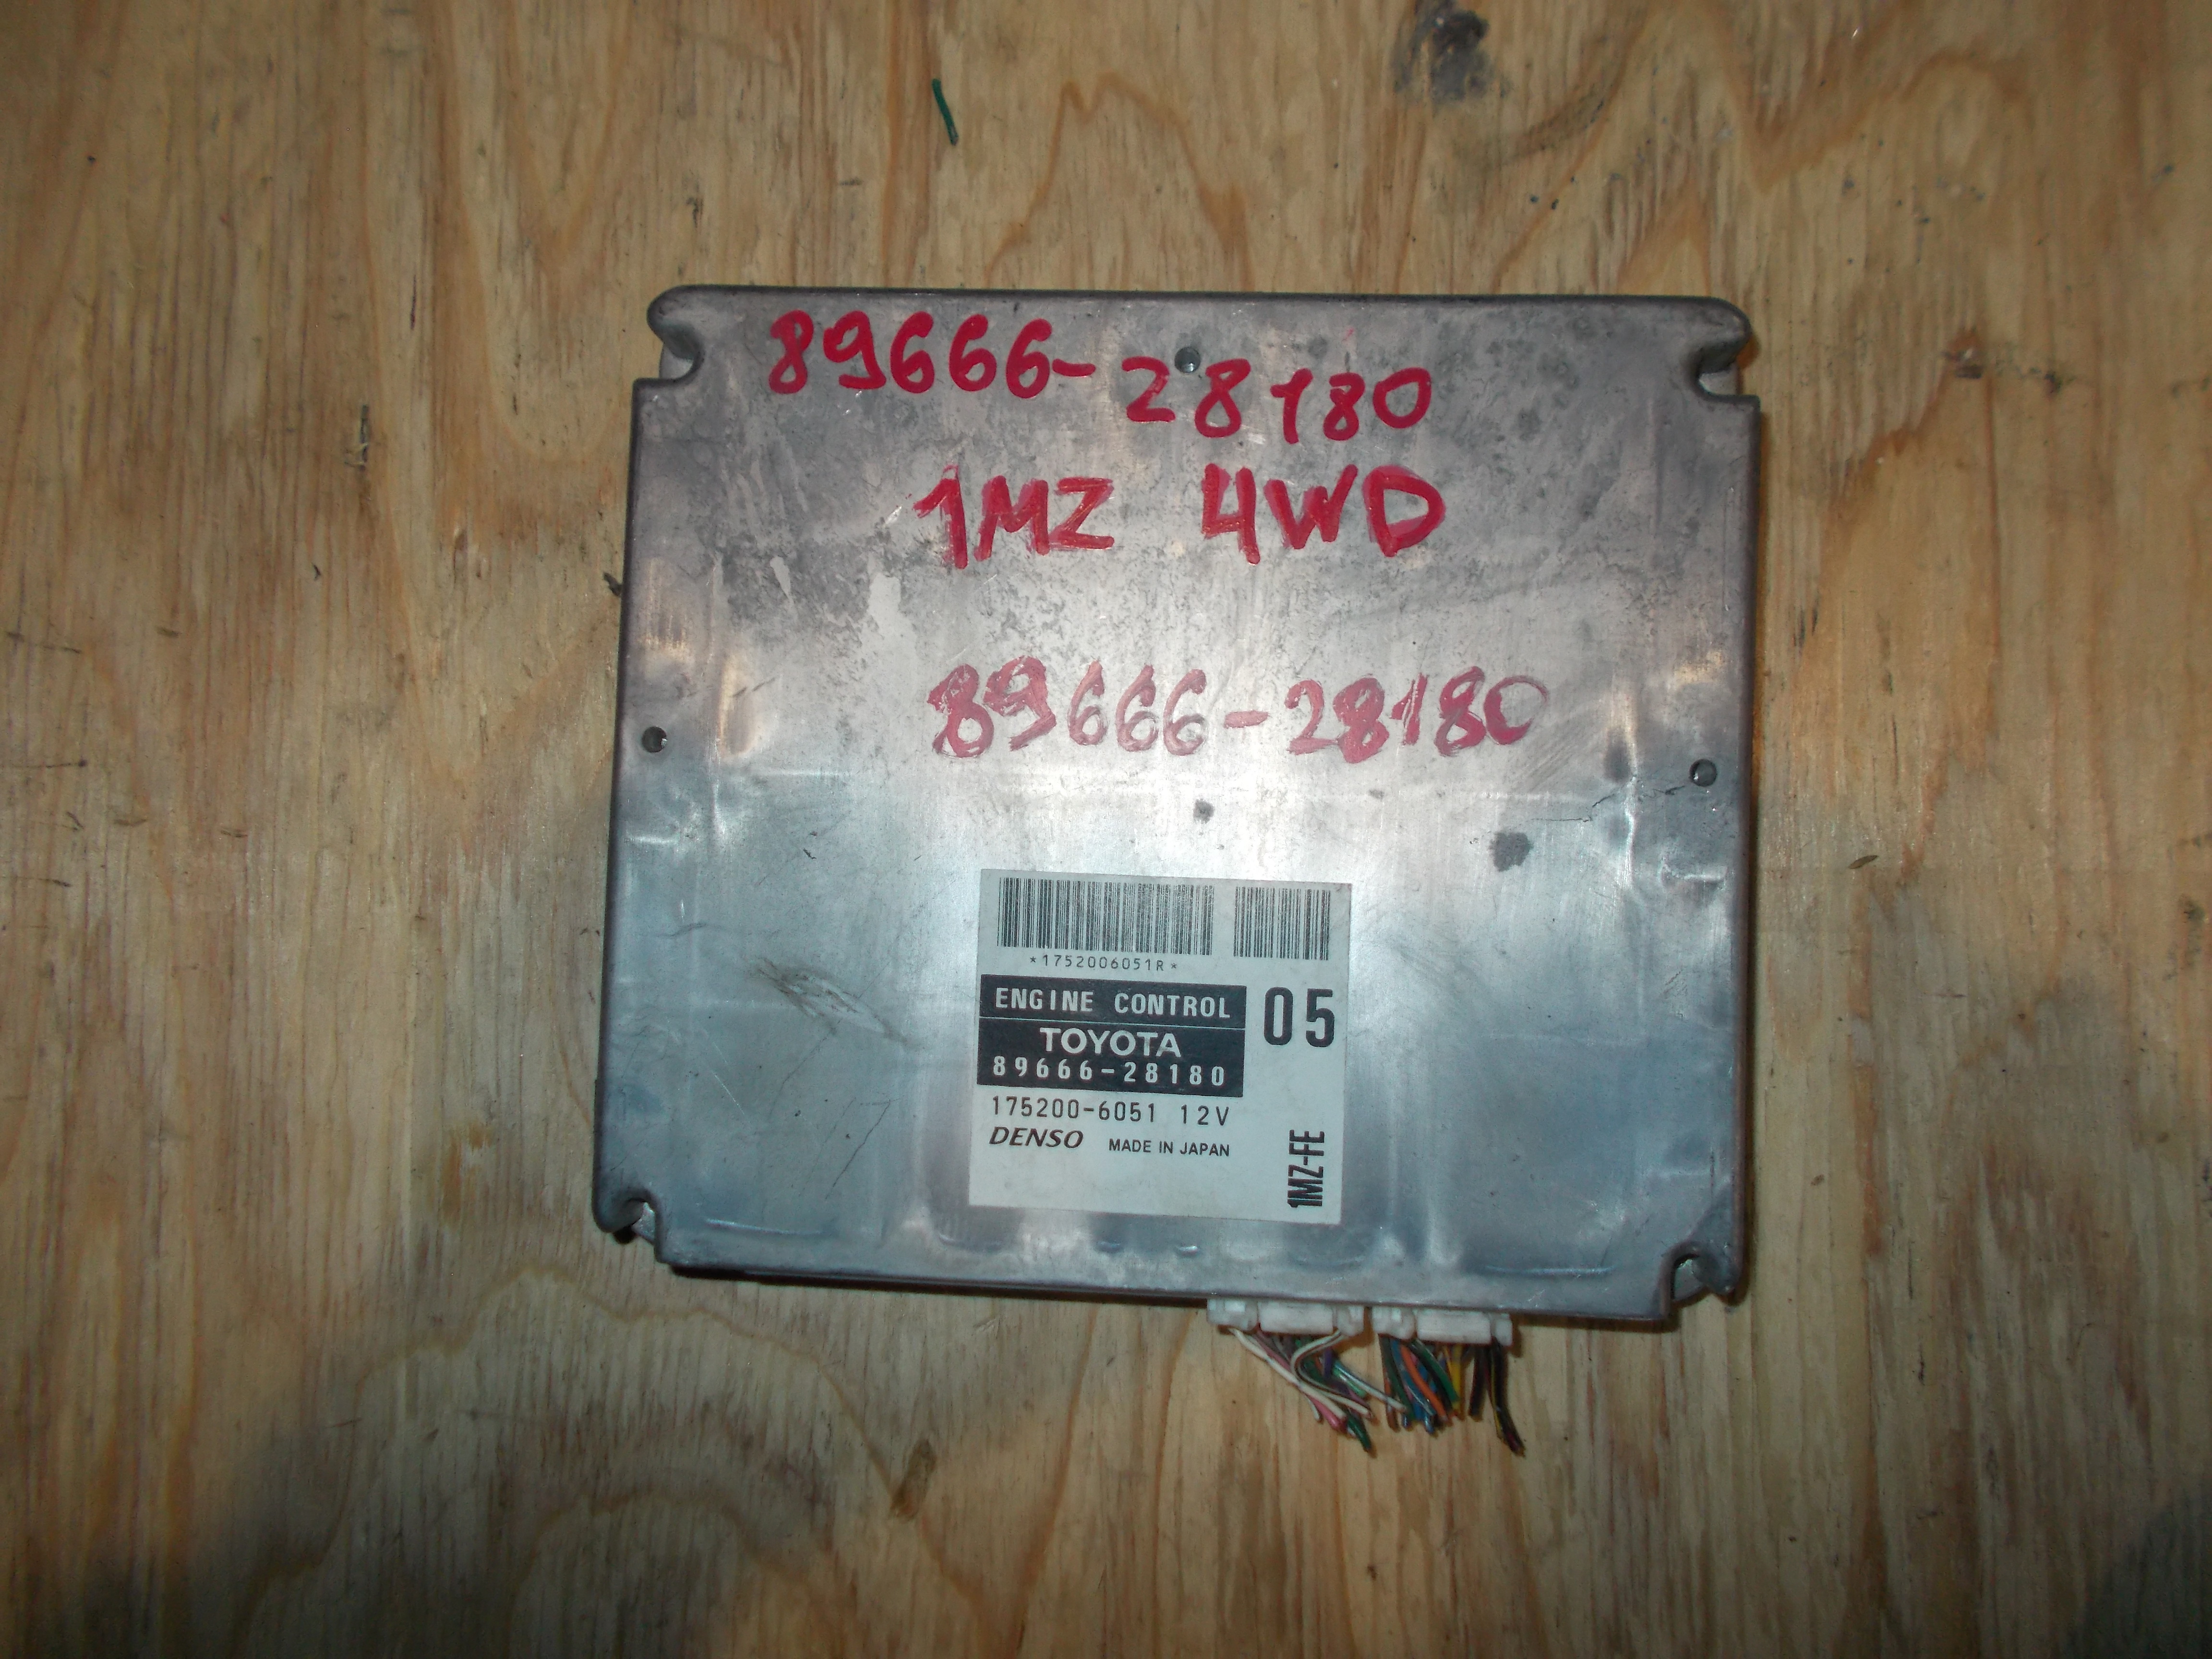 89666-28180
1MZ 4WD
89666-28180
*1752006051R*
ENGINE CONTROL 05
TOYOTA
89666-28180
175200-6051 12V
DENSO MADE IN JAPAN
1MZ-FE